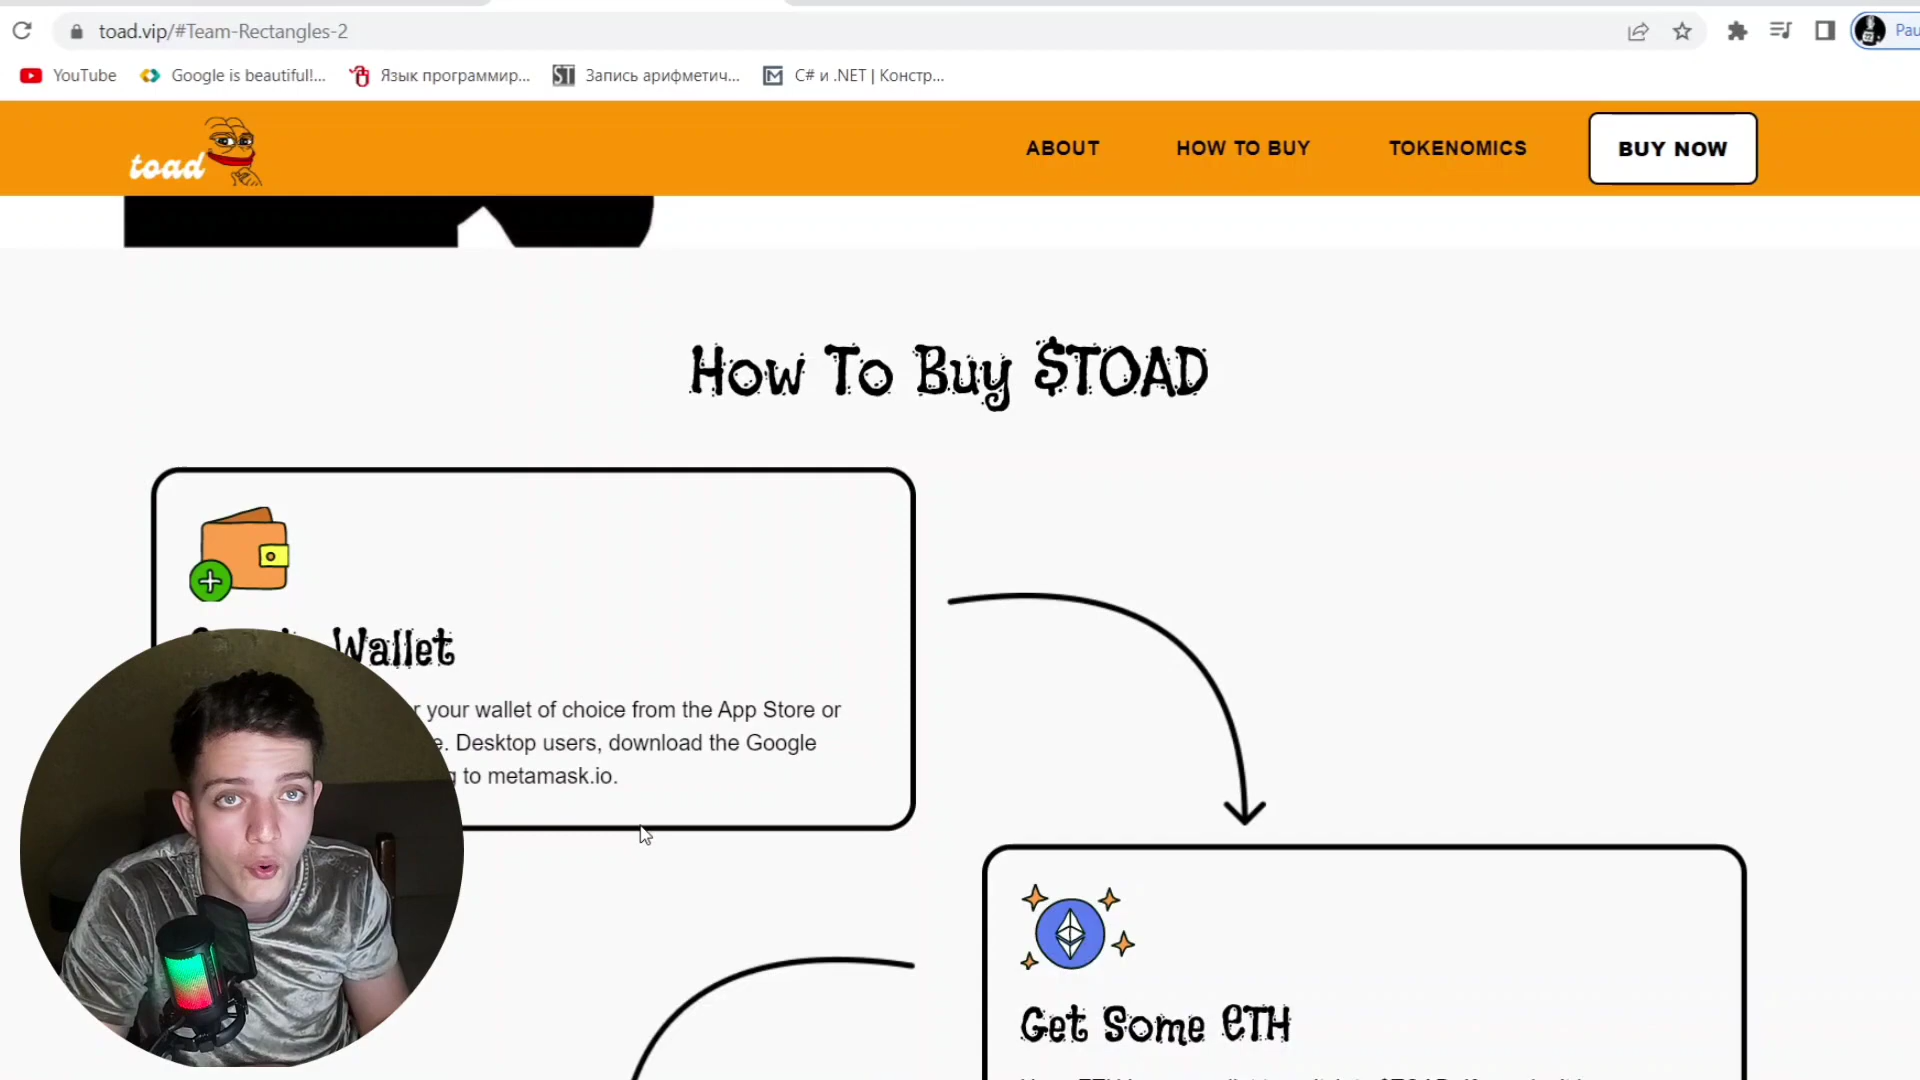 toad.vip/#Team-Rectangles-2
Pau
YouTube
Google is beautiful!...
Язык программир...
Запись арифметич...
C# и .NET | Констр...
toad
ABOUT
HOW TO BUY
TOKENOMICS
BUY NOW
How To Buy $TOAD
Wallet
your wallet of choice from the App Store or
Desktop users, download the Google
to metamask.io.
Get Some ETH